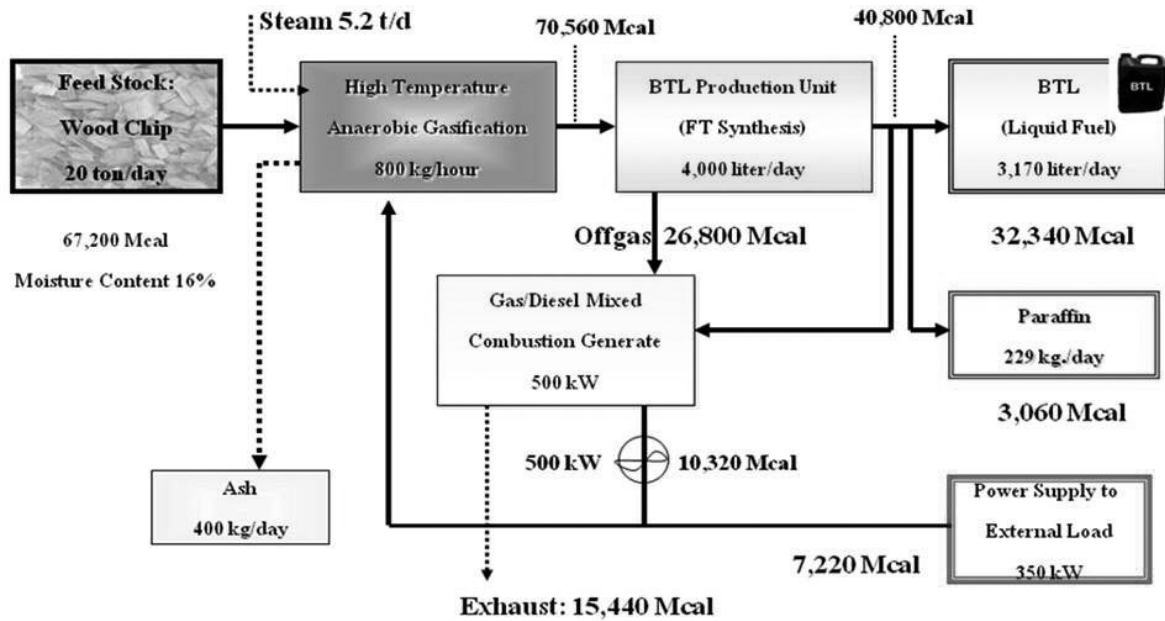 Steam 5.2 t/d
70,560 Mcal
40,800 Mcal
Feed Stock:
Wood Chip
20 ton/day
High Temperature
Anaerobic Gasification
800 kg/hour
BTL Production Unit
(FT Synthesis)
4,000 liter/day
BTL
(Liquid Fuel)
3,170 liter/day
BTL
67,200 Mcal
Moisture Content 16%
Offgas 26,800 Mcal
32,340 Mcal
Gas/Diesel Mixed
Combustion Generate
500 kW
Paraffin
229 kg./day
3,060 Mcal
500 kW
10,320 Mcal
Ash
400 kg/day
Power Supply to
External Load
350 kW
7,220 Mcal
Exhaust: 15,440 Mcal